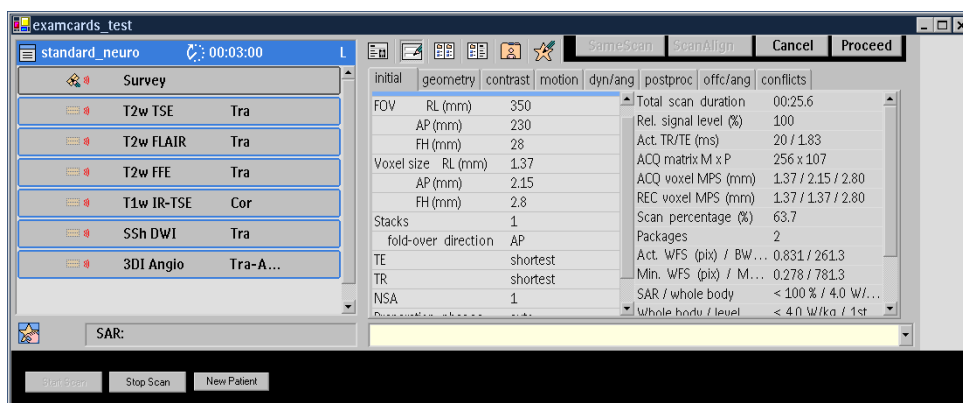 examcards_test
standard_neuro 00:03:00 L
SameScan ScanAlign Cancel Proceed
Survey
T2w TSE Tra
T2w FLAIR Tra
T2w FFE Tra
T1w IR-TSE Cor
SSh DWI Tra
3DI Angio Tra-A...
SAR:
initial geometry contrast motion dyn/ang postproc offc/ang conflicts
FOV RL (mm) 350
AP (mm) 230
FH (mm) 28
Voxel size RL (mm) 1.37
AP (mm) 2.15
FH (mm) 2.8
Stacks 1
fold-over direction AP
TE shortest
TR shortest
NSA 1
Total scan duration 00:25.6
Rel. signal level (%) 100
Act. TR/TE (ms) 20 / 1.83
ACQ matrix M x P 256 x 107
ACQ voxel MPS (mm) 1.37 / 2.15 / 2.80
REC voxel MPS (mm) 1.37 / 1.37 / 2.80
Scan percentage (%) 63.7
Packages 2
Act. WFS (pix) / BW... 0.831 / 261.3
Min. WFS (pix) / M... 0.278 / 781.3
SAR / whole body < 100 % / 4.0 W/...
Whole body / level < 4.0 W/kg / 1st
Start Scan Stop Scan New Patient